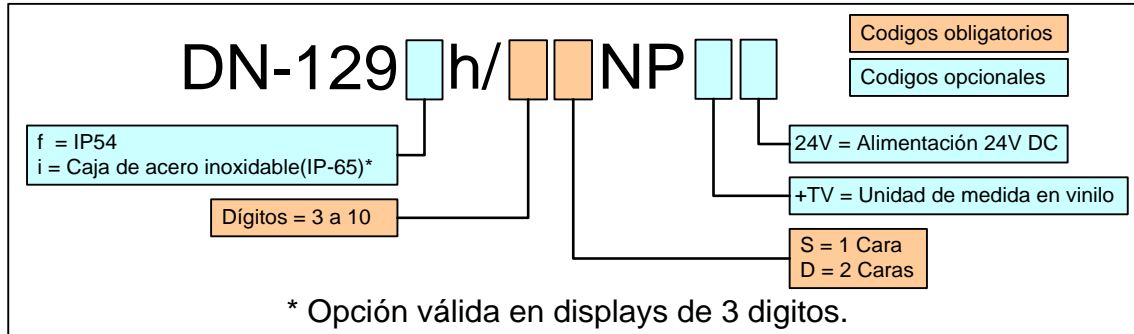 DN-129 h/ NP
Codigos obligatorios
Codigos opcionales
f = IP54
i = Caja de acero inoxidable(IP-65)*
24V = Alimentación 24V DC
+TV = Unidad de medida en vinilo
Dígitos = 3 a 10
S = 1 Cara
D = 2 Caras
* Opción válida en displays de 3 digitos.